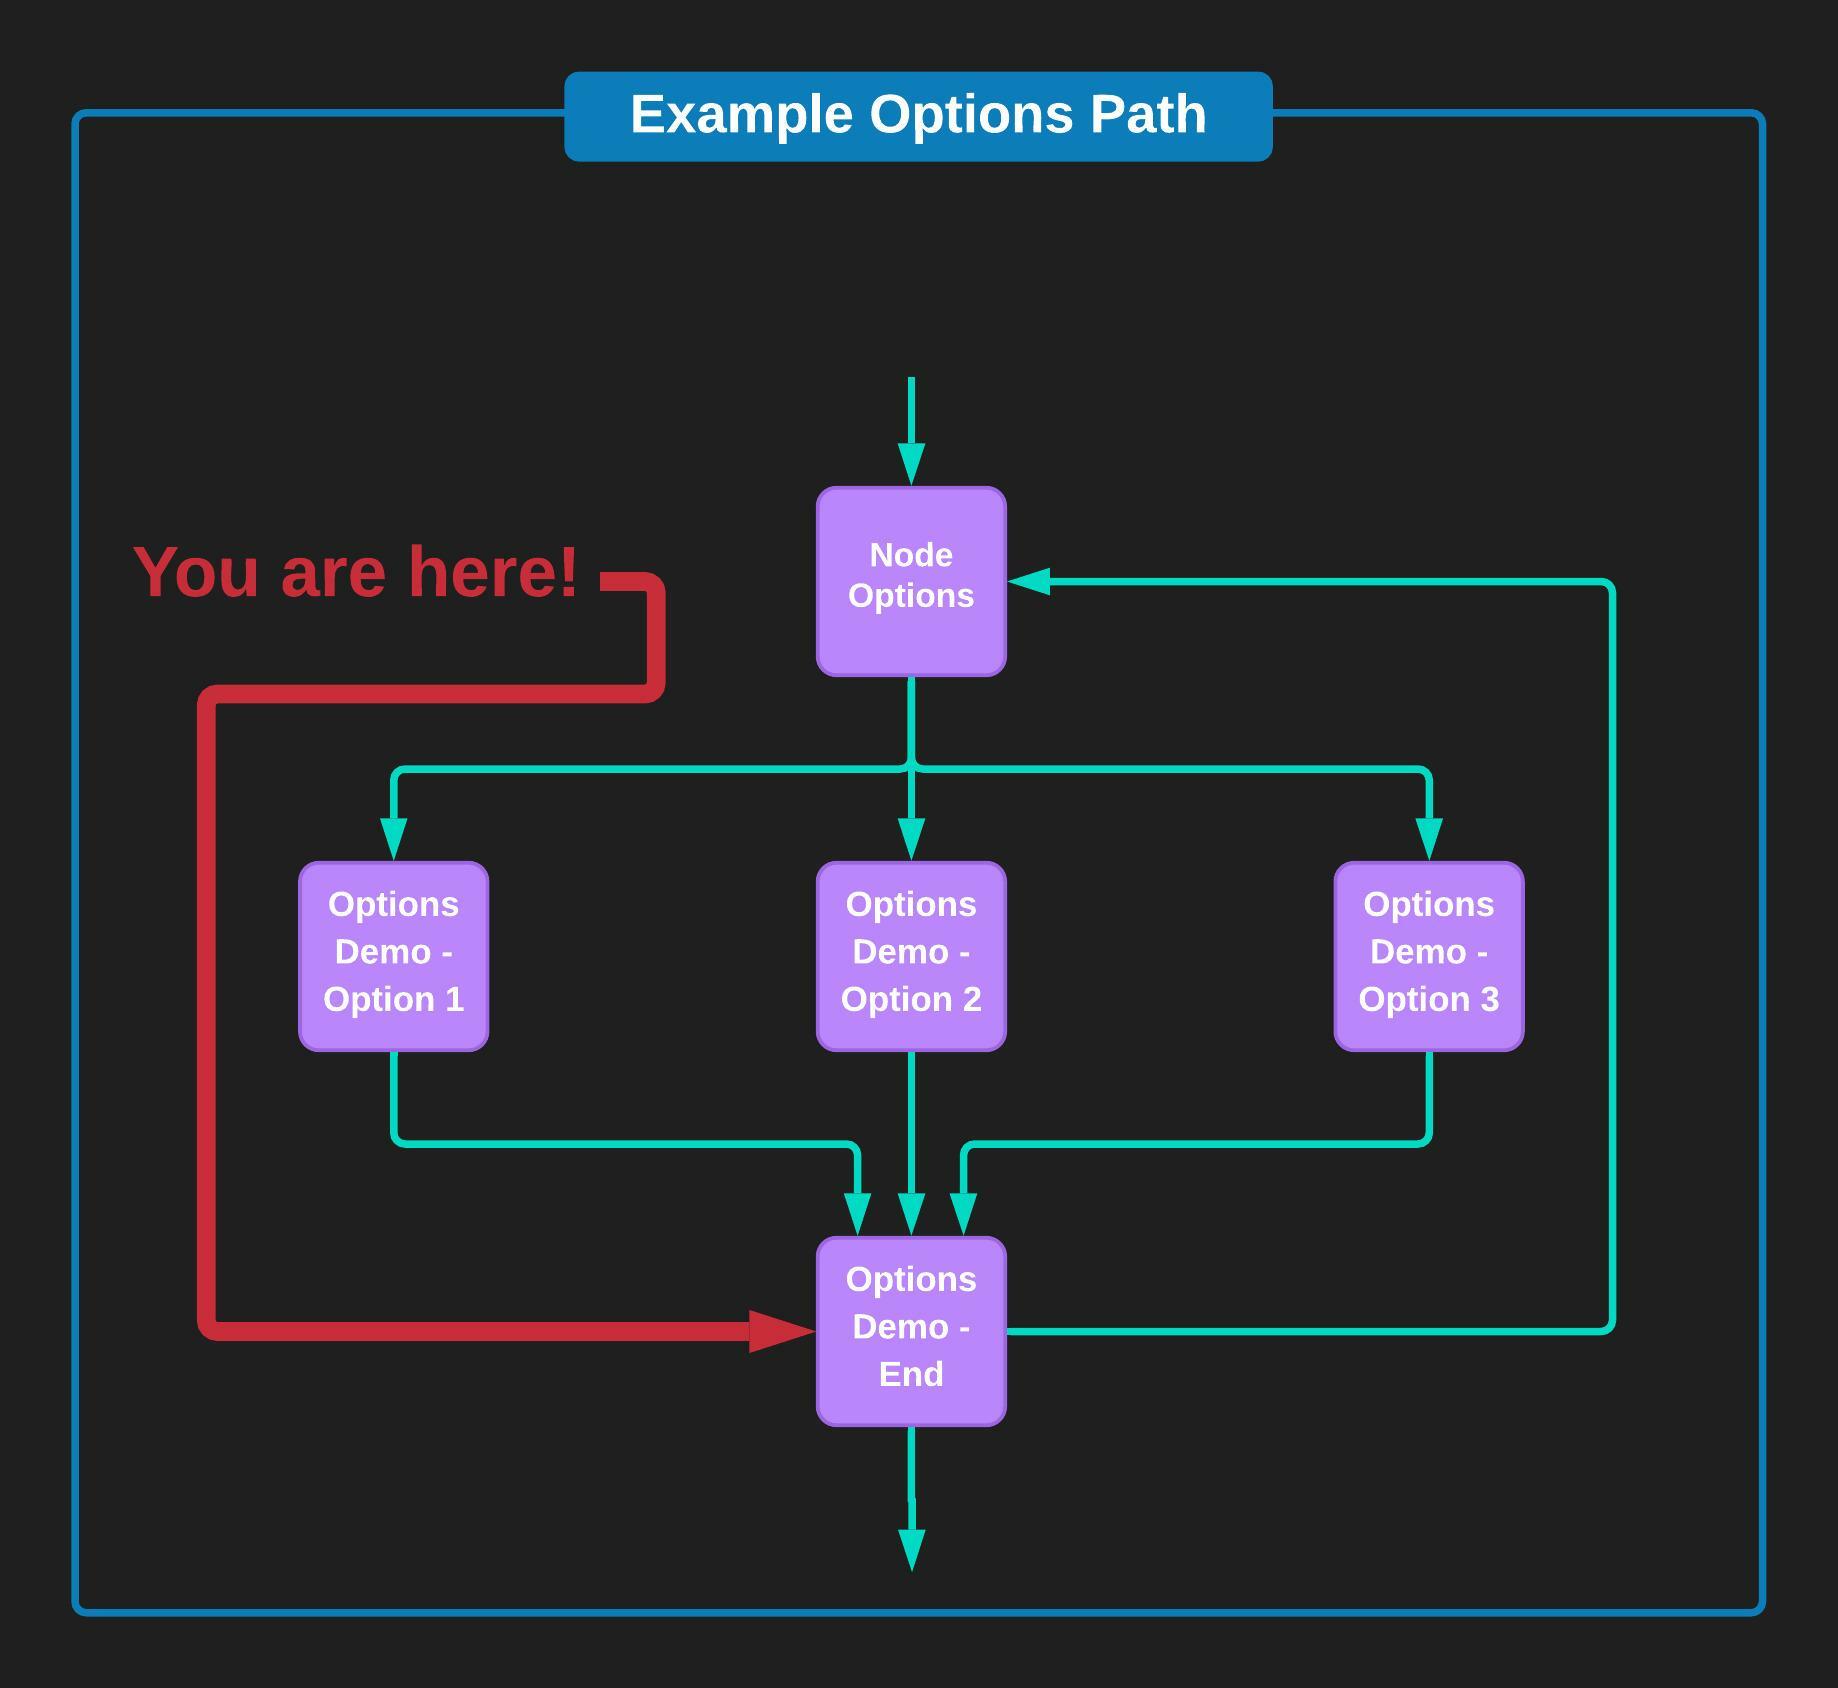 Example Options Path
Node
Options
You are here!
Options
Demo -
Option 1
Options
Demo -
Option 2
Options
Demo -
Option 3
Options
Demo -
End